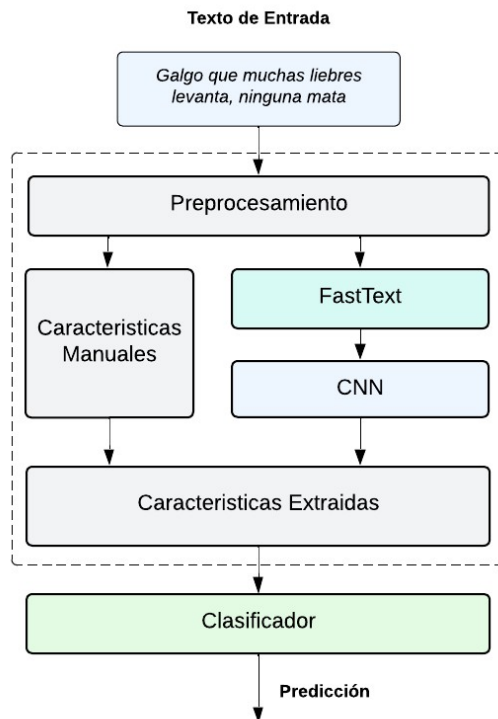 Texto de Entrada
Galgo que muchas liebres
levanta, ninguna mata
Preprocesamiento
Caracteristicas
Manuales
FastText
CNN
Caracteristicas Extraidas
Clasificador
Predicción